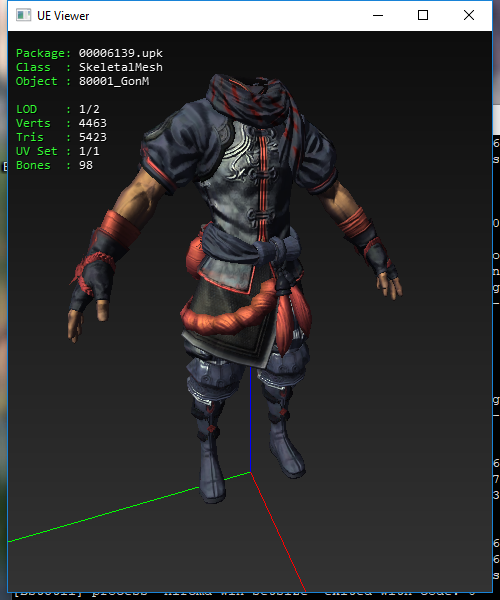 UE Viewer
Package: 00006139.upk
Class : SkeletalMesh
Object : 80001_GonM
LOD : 1/2
Verts : 4463
Tris : 5423
UV Set : 1/1
Bones : 98